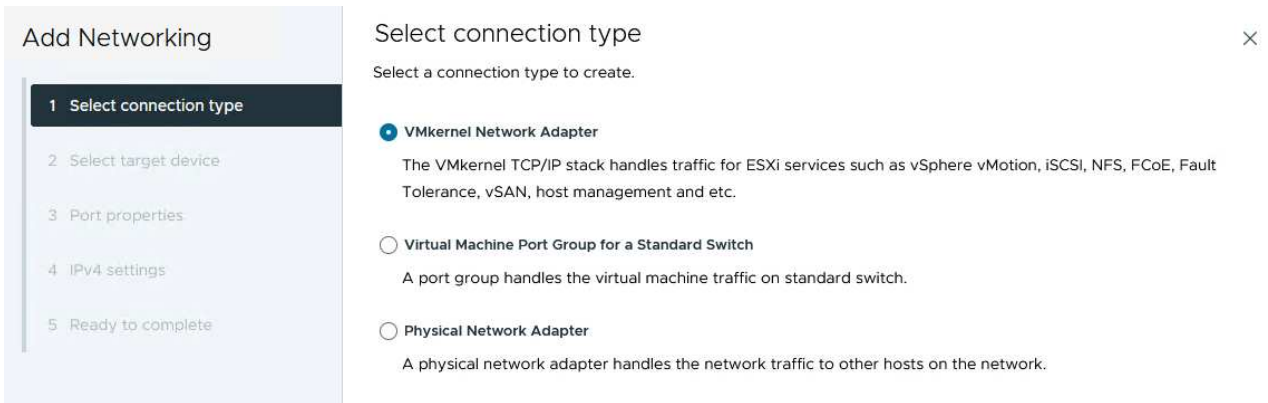 Add Networking
1 Select connection type
2 Select target device
3 Port properties
4 IPv4 settings
5 Ready to complete
Select connection type
Select a connection type to create.
VMkernel Network Adapter
The VMkernel TCP/IP stack handles traffic for ESXi services such as vSphere vMotion, iSCSI, NFS, FCoE, Fault
Tolerance, vSAN, host management and etc.
Virtual Machine Port Group for a Standard Switch
A port group handles the virtual machine traffic on standard switch.
Physical Network Adapter
A physical network adapter handles the network traffic to other hosts on the network.